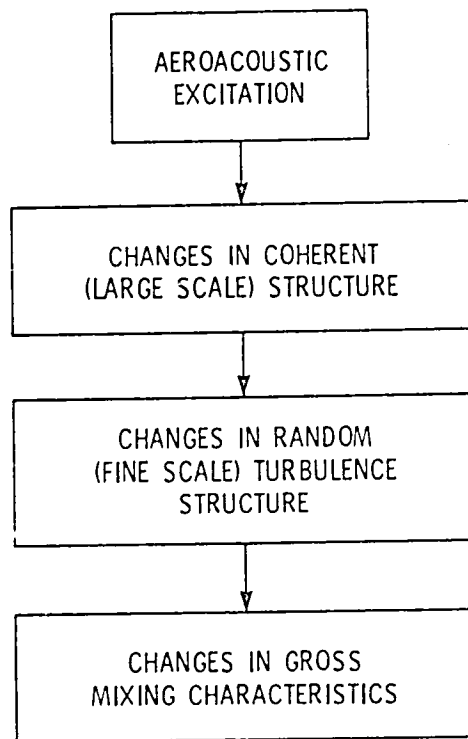 AEROACOUSTIC
EXCITATION
CHANGES IN COHERENT
(LARGE SCALE) STRUCTURE
CHANGES IN RANDOM
(FINE SCALE) TURBULENCE
STRUCTURE
CHANGES IN GROSS
MIXING CHARACTERISTICS